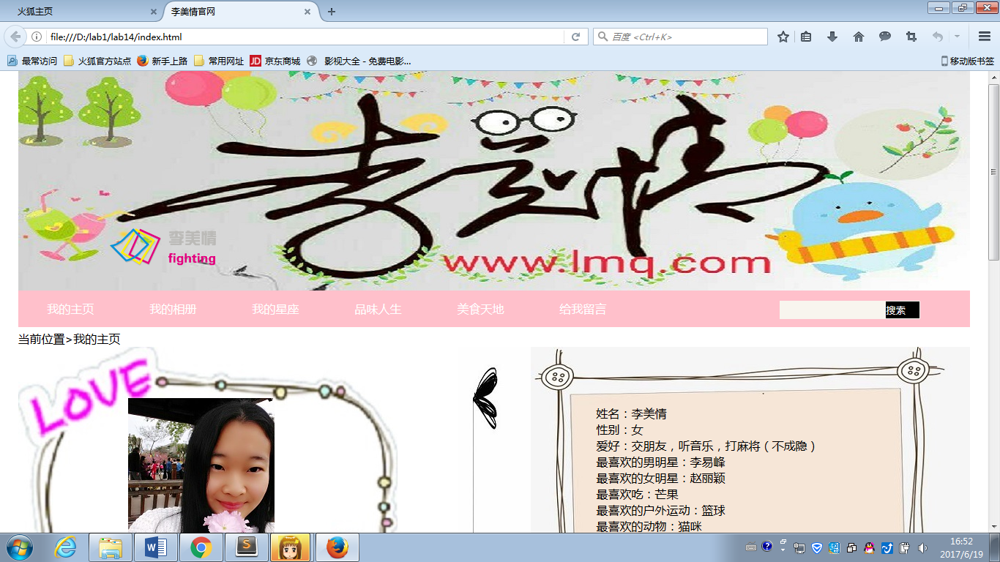 火狐主页
李美情官网
file:///D:/lab1/lab14/index.html
百度 <Ctrl+K>
最常访问 火狐官方站点 新手上路 常用网址 JD 京东商城 影视大全 - 免费电影...
移动版书签
李美情
李美情
fighting
www.lmq.com
我的主页 我的相册 我的星座 品味人生 美食天地 给我留言 搜索
当前位置>我的主页
LOVE
姓名：李美情
性别：女
爱好：交朋友，听音乐，打麻将（不成隐）
最喜欢的男明星：李易峰
最喜欢的女明星：赵丽颖
最喜欢吃：芒果
最喜欢的户外运动：篮球
最喜欢的动物：猫咪
16:52
2017/6/19